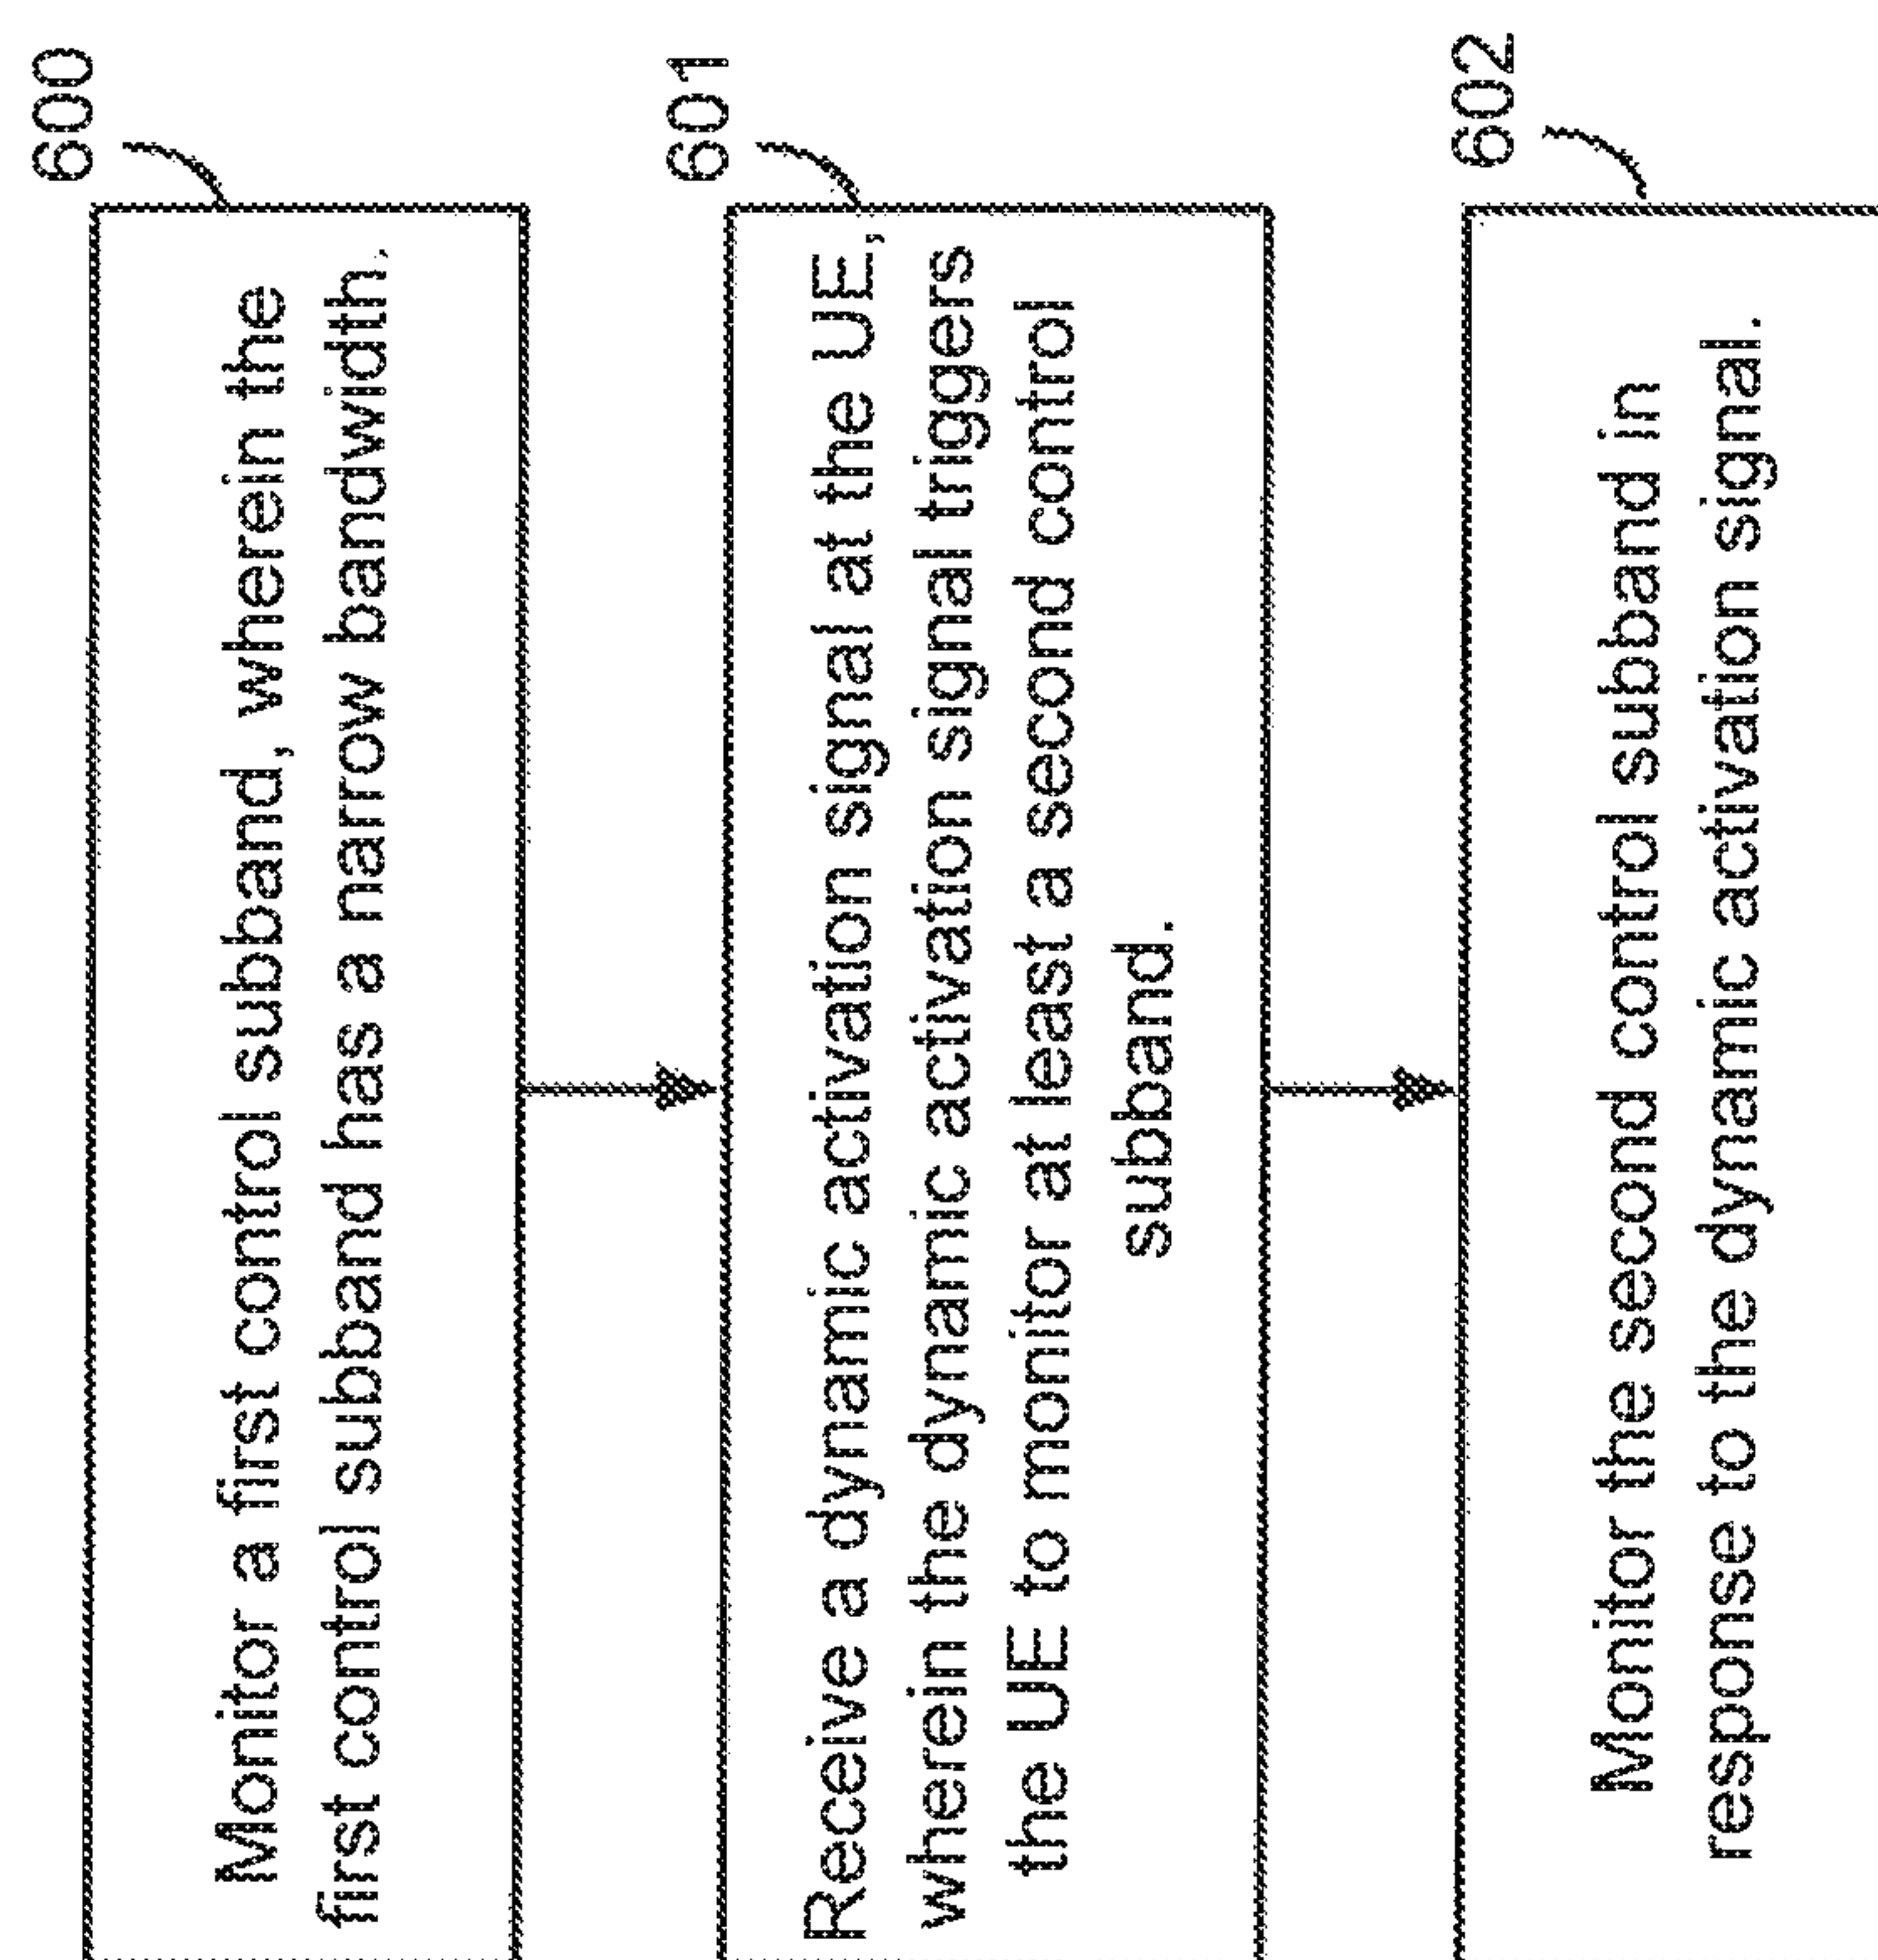 600
Monitor a first control subband, wherein the
first control subband has a narrow bandwidth.
601
Receive a dynamic activation signal at the UE,
wherein the dynamic activation signal triggers
the UE to monitor at least a second control
subband.
602
Monitor the second control subband in
response to the dynamic activation signal.